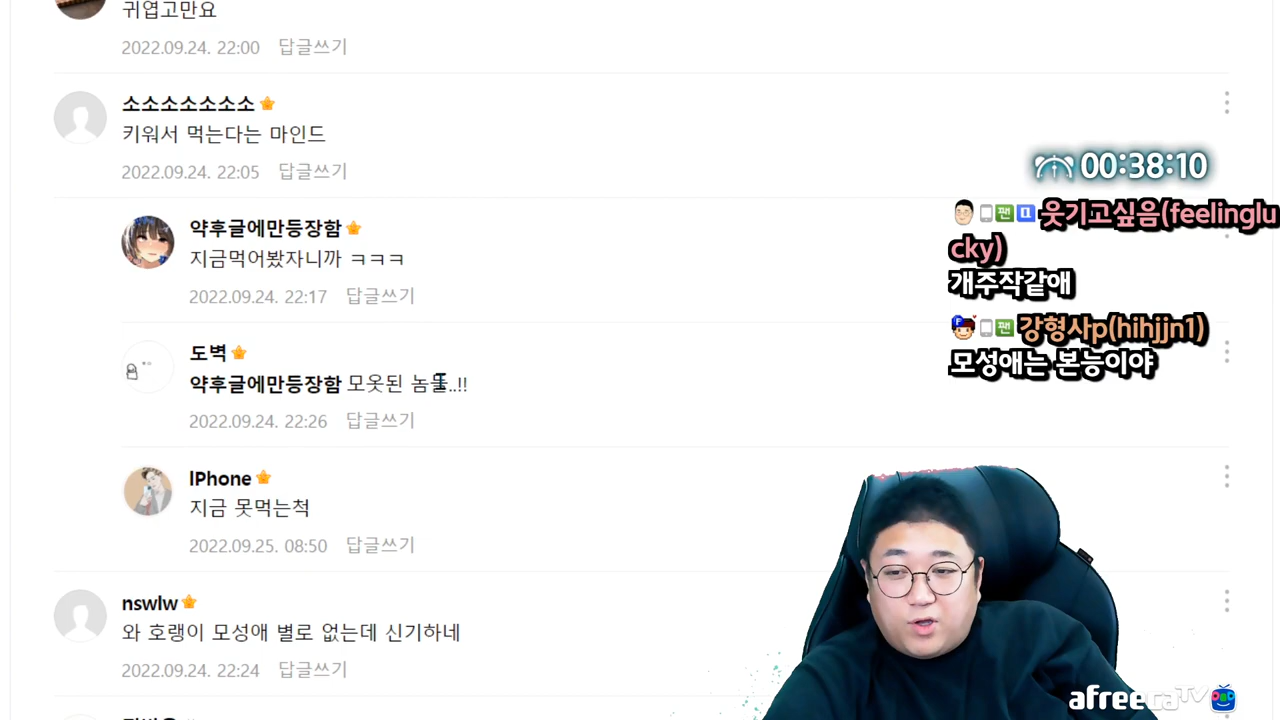 귀엽고만요
2022.09.24. 22:00 답글쓰기
소소소소소소소
키워서 먹는다는 마인드
2022.09.24. 22:05 답글쓰기
약후글에만등장함
지금먹어봤자니까 ㅋㅋㅋ
2022.09.24. 22:17 답글쓰기
도벽
약후글에만등장함 모옷된 놈들..!!
2022.09.24. 22:26 답글쓰기
lPhone
지금 못먹는척
2022.09.25. 08:50 답글쓰기
nswlw
와 호랭이 모성애 별로 없는데 신기하네
2022.09.24. 22:24 답글쓰기
00:38:10
웃기고싶음(feelinglu
cky)
개주작같애
강형사p(hihjjn1)
모성애는 본능이야
afreecaTV